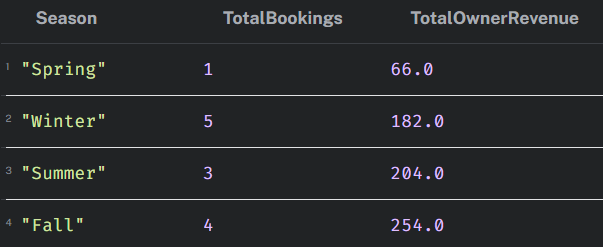 Season TotalBookings TotalOwnerRevenue
1 "Spring" 1 66.0
2 "Winter" 5 182.0
3 "Summer" 3 204.0
4 "Fall" 4 254.0